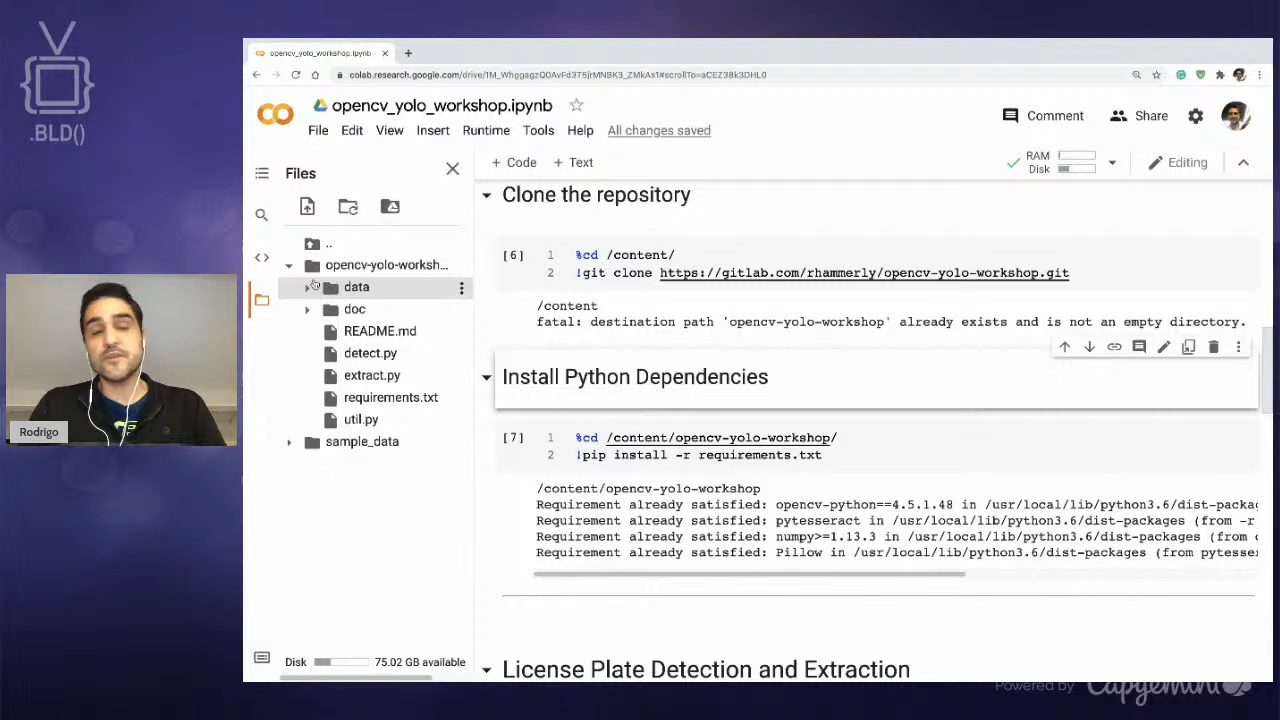 .BLD()
Rodrigo
opencv_yolo_workshop.ipynb
colab.research.google.com/drive/
opencv_yolo_workshop.ipynb
File Edit View Insert Runtime Tools Help All changes saved
Comment Share
+ Code + Text
RAM
Disk
Editing
Files
..
opencv-yolo-worksh...
data
doc
README.md
detect.py
extract.py
requirements.txt
util.py
sample_data
Disk 75.02 GB available
Clone the repository
[6] 1 %cd /content/
2 !git clone https://gitlab.com/rhammerly/opencv-yolo-workshop.git
/content
fatal: destination path 'opencv-yolo-workshop' already exists and is not an empty directory.
Install Python Dependencies
[7] 1 %cd /content/opencv-yolo-workshop/
2 !pip install -r requirements.txt
/content/opencv-yolo-workshop
Requirement already satisfied: opencv-python==4.5.1.48 in /usr/local/lib/python3.6/dist-packag
Requirement already satisfied: pytesseract in /usr/local/lib/python3.6/dist-packages (from -r
Requirement already satisfied: numpy>=1.13.3 in /usr/local/lib/python3.6/dist-packages (from
Requirement already satisfied: Pillow in /usr/local/lib/python3.6/dist-packages (from pytesser
License Plate Detection and Extraction
Powered by Capgemini